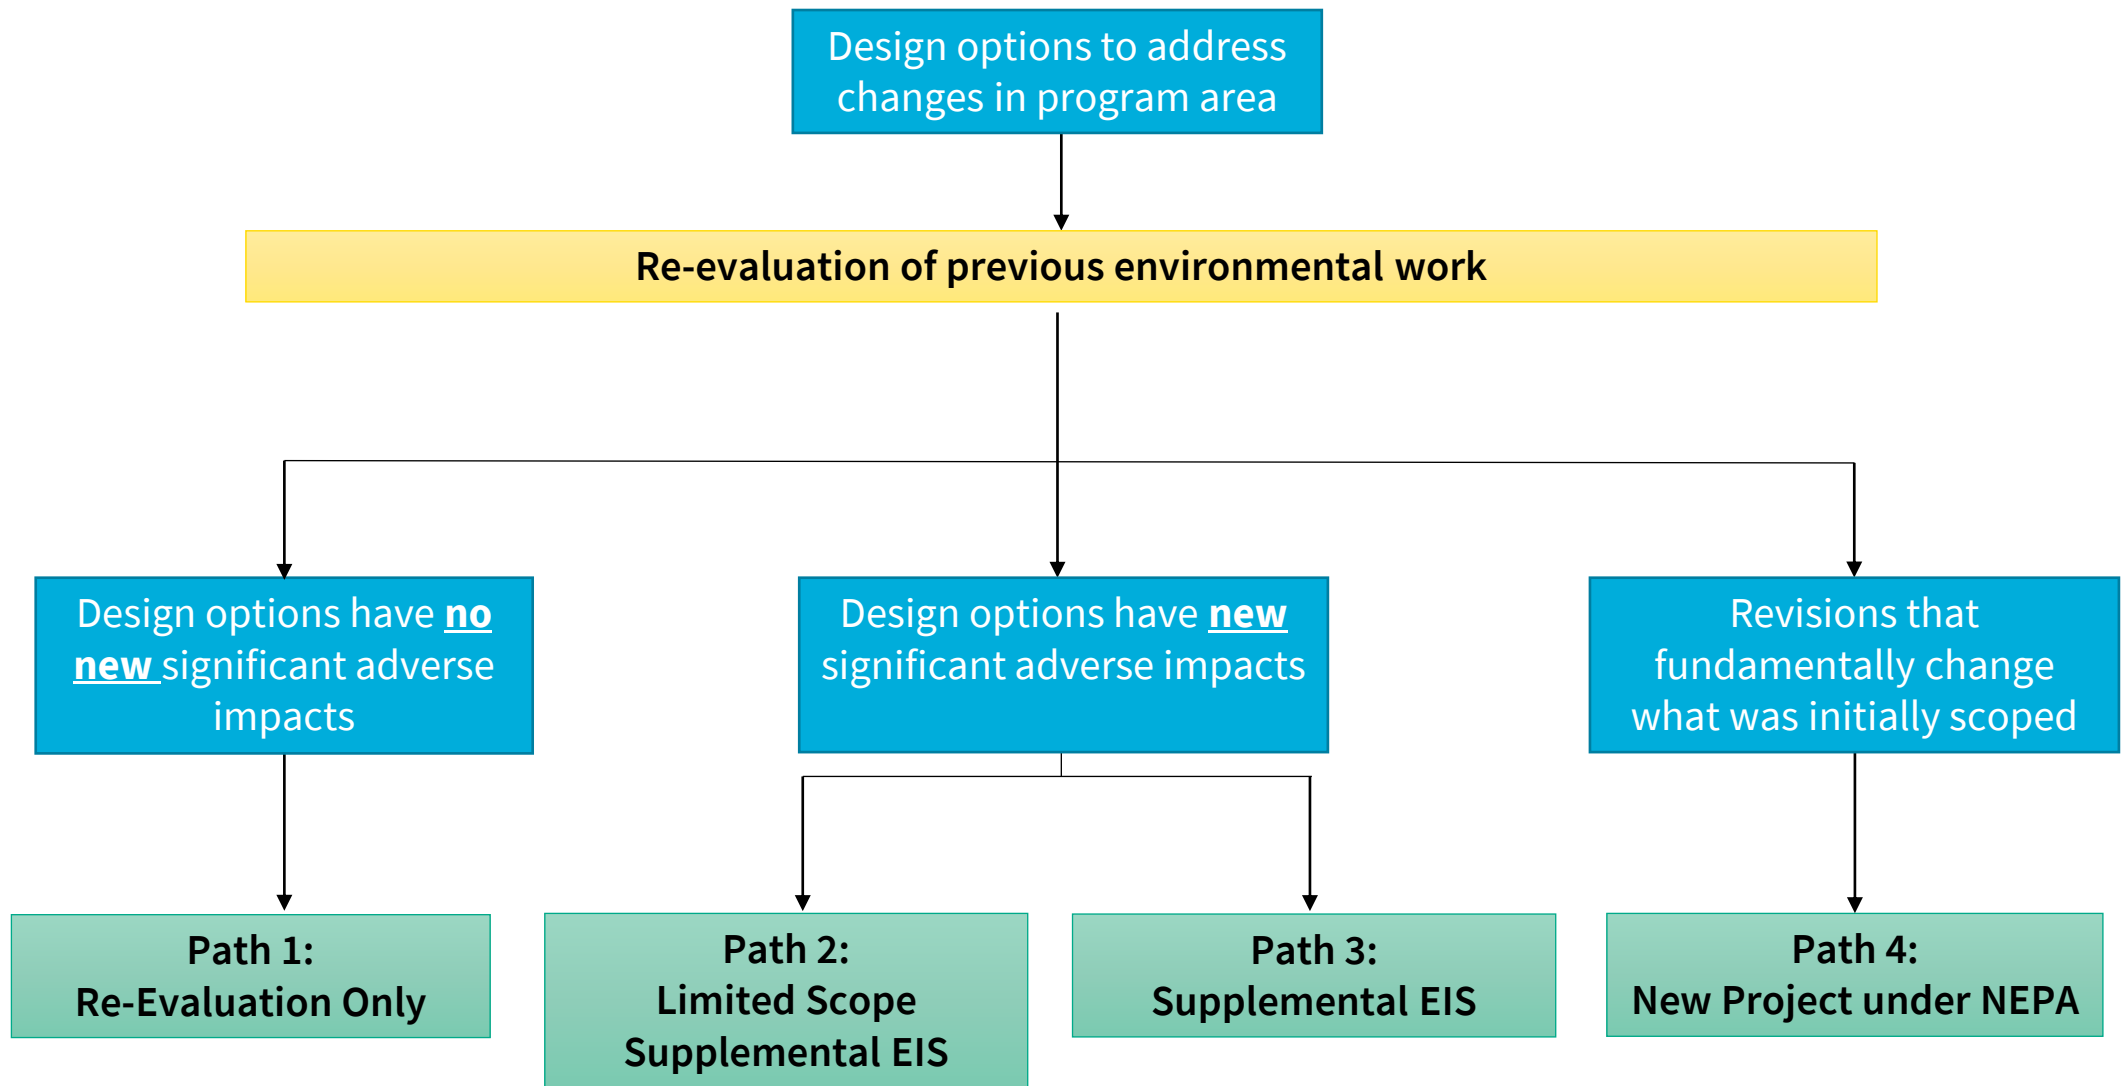 Design options to address
changes in program area
Re-evaluation of previous environmental work
Design options have no
new significant adverse
impacts
Design options have new
significant adverse impacts
Revisions that
fundamentally change
what was initially scoped
Path 1:
Re-Evaluation Only
Path 2:
Limited Scope
Supplemental EIS
Path 3:
Supplemental EIS
Path 4:
New Project under NEPA